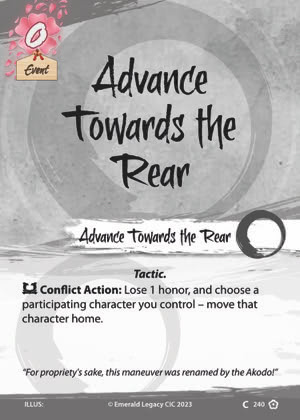 0
Event
Advance
Towards the
Rear
Advance Towards the Rear
Tactic.
Conflict Action: Lose 1 honor, and choose a
participating character you control – move that
character home.
“For propriety’s sake, this maneuver was renamed by the Akodo!”
ILLUS:
© Emerald Legacy CIC 2023
C 240